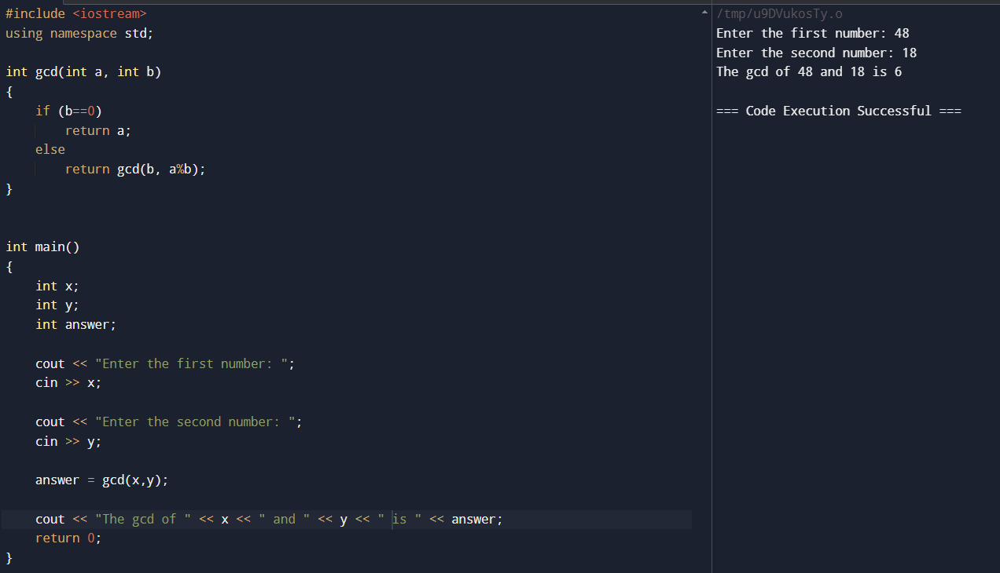 #include <iostream>
using namespace std;
int gcd(int a, int b)
{
    if (b==0)
        return a;
    else
        return gcd(b, a%b);
}
int main()
{
    int x;
    int y;
    int answer;
    cout << "Enter the first number: ";
    cin >> x;
    cout << "Enter the second number: ";
    cin >> y;
    answer = gcd(x,y);
    cout << "The gcd of " << x << " and " << y << " is " << answer;
    return 0;
}
/tmp/u9DVukosTy.o
Enter the first number: 48
Enter the second number: 18
The gcd of 48 and 18 is 6
=== Code Execution Successful ===